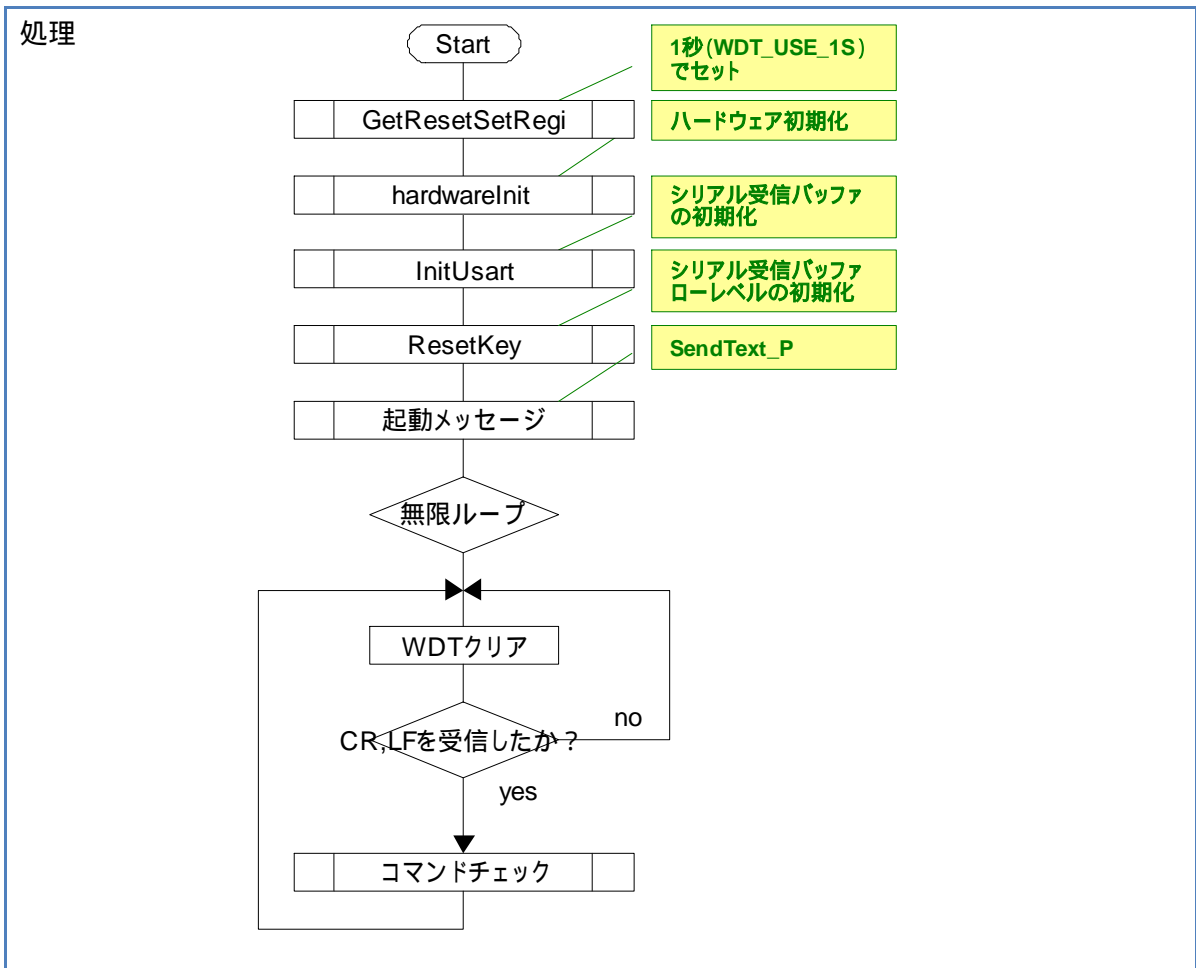 処理
Start
1秒(WDT_USE_1S)
でセット
GetResetSetRegi
ハードウェア初期化
hardwareInit
シリアル受信バッファ
の初期化
InitUsart
シリアル受信バッファ
ローレベルの初期化
ResetKey
SendText_P
起動メッセージ
無限ループ
WDTクリア
no
CR,LFを受信したか？
yes
コマンドチェック